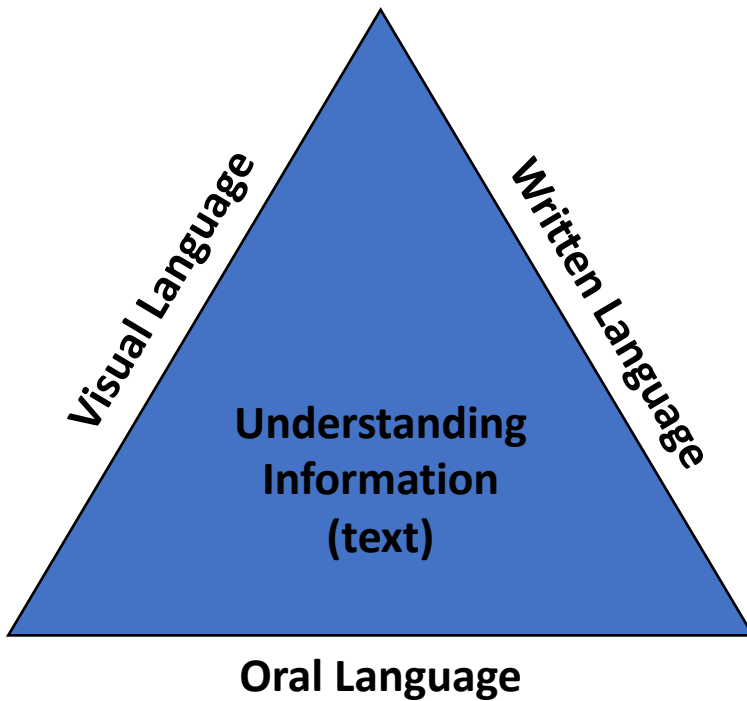 Visual Language
Written Language
Understanding
Information
(text)
Oral Language